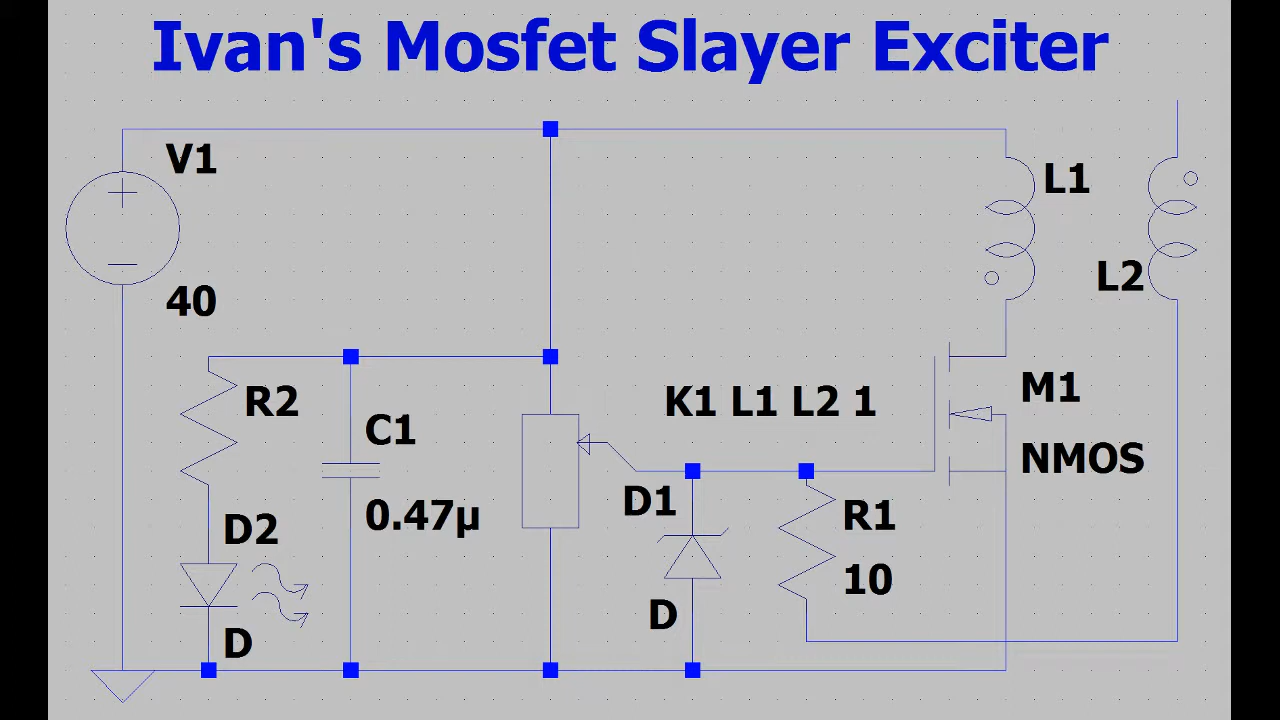 Ivan's Mosfet Slayer Exciter
V1
40
L1
L2
R2
C1
0.47µ
K1 L1 L2 1
M1
NMOS
D1
D
R1
10
D2
D